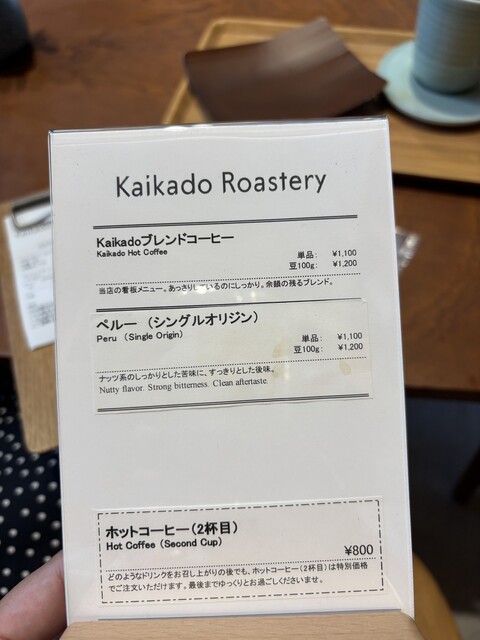 Kaikado Roastery
Kaikadoブレンドコーヒー
Kaikado Hot Coffee
単品： ¥1,100
豆100g： ¥1,200
当店の看板メニュー。あっさりしているのにしっかり。余韻の残るブレンド。
ペルー （シングルオリジン）
Peru （Single Origin）
単品： ¥1,100
豆100g： ¥1,200
ナッツ系のしっかりとした苦味に、すっきりとした後味。
Nutty flavor. Strong bitterness. Clean aftertaste.
ホットコーヒー（2杯目）
Hot Coffee（Second Cup）
¥800
どのようなドリンクをお召し上がりの後でも、ホットコーヒー（2杯目）は特別価格
でご注文いただけます。最後までゆっくりとお過ごしくださいませ。